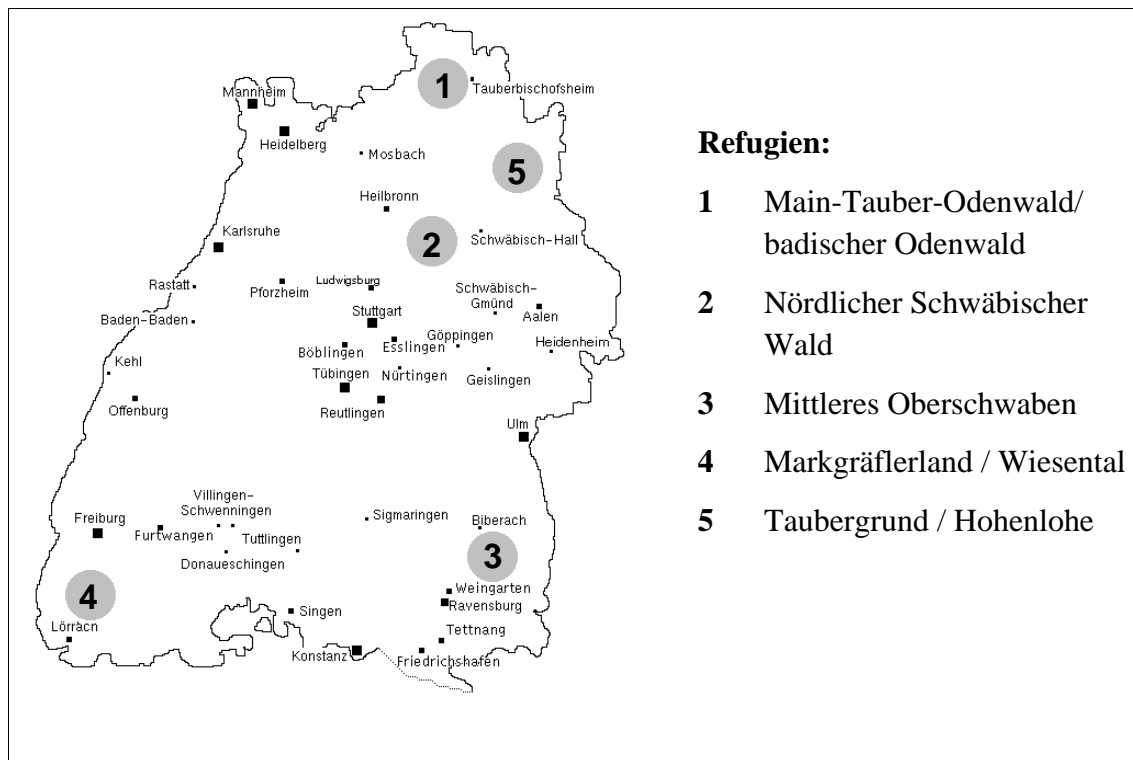 1
Tauberbischofsheim
Mannheim
Heidelberg
Mosbach
5
Heilbronn
Karlsruhe
2
Schwäbisch-Hall
Rastatt
Pforzheim
Ludwigsburg
Schwäbisch-
Gmünd
Aalen
Baden-Baden
Stuttgart
Göppingen
Esslingen
Heidenheim
Böblingen
Kehl
Tübingen
Nürtingen
Geislingen
Offenburg
Reutlingen
Ulm
Villingen-
Schwenningen
Freiburg
Furtwangen
Tuttlingen
Sigmaringen
Biberach
Donaueschingen
3
4
Weingarten
Ravensburg
Singen
Lörracn
Tettnang
Konstanz
Friedrichshafen
Refugien:
1 Main-Tauber-Odenwald/
badischer Odenwald
2 Nördlicher Schwäbischer
Wald
3 Mittleres Oberschwaben
4 Markgräflerland / Wiesental
5 Taubergrund / Hohenlohe